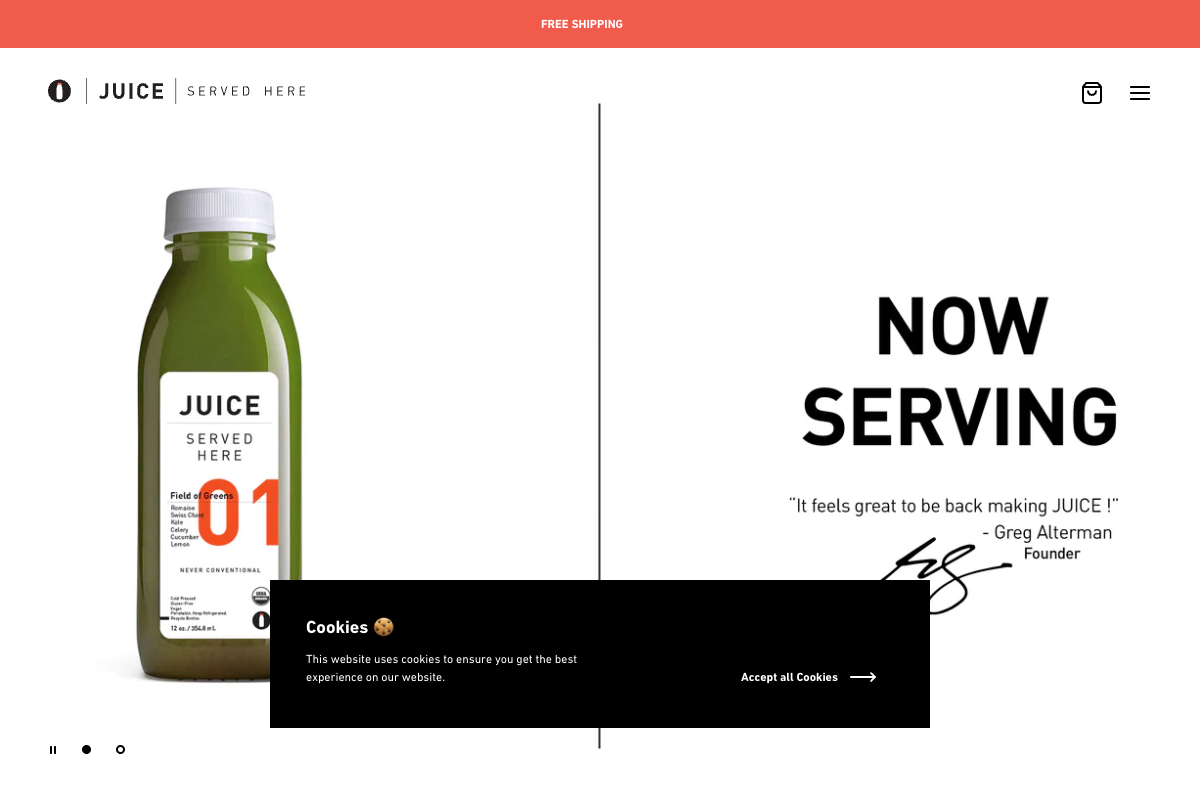 FREE SHIPPING
JUICE SERVED HERE
NOW
SERVING
“It feels great to be back making JUICE !”
- Greg Alterman
Founder
JUICE
SERVED
HERE
01
Field of Greens
Romaine
Swiss Chard
Kale
Celery
Cucumber
Lemon
NEVER CONVENTIONAL
Cold Pressed
Gluten-Free
Vegan
Perishable. Keep Refrigerated.
Recycle Bottles
12 oz. / 354.8 mL
USDA
ORGANIC
Cookies 🍪
This website uses cookies to ensure you get the best
experience on our website.
Accept all Cookies